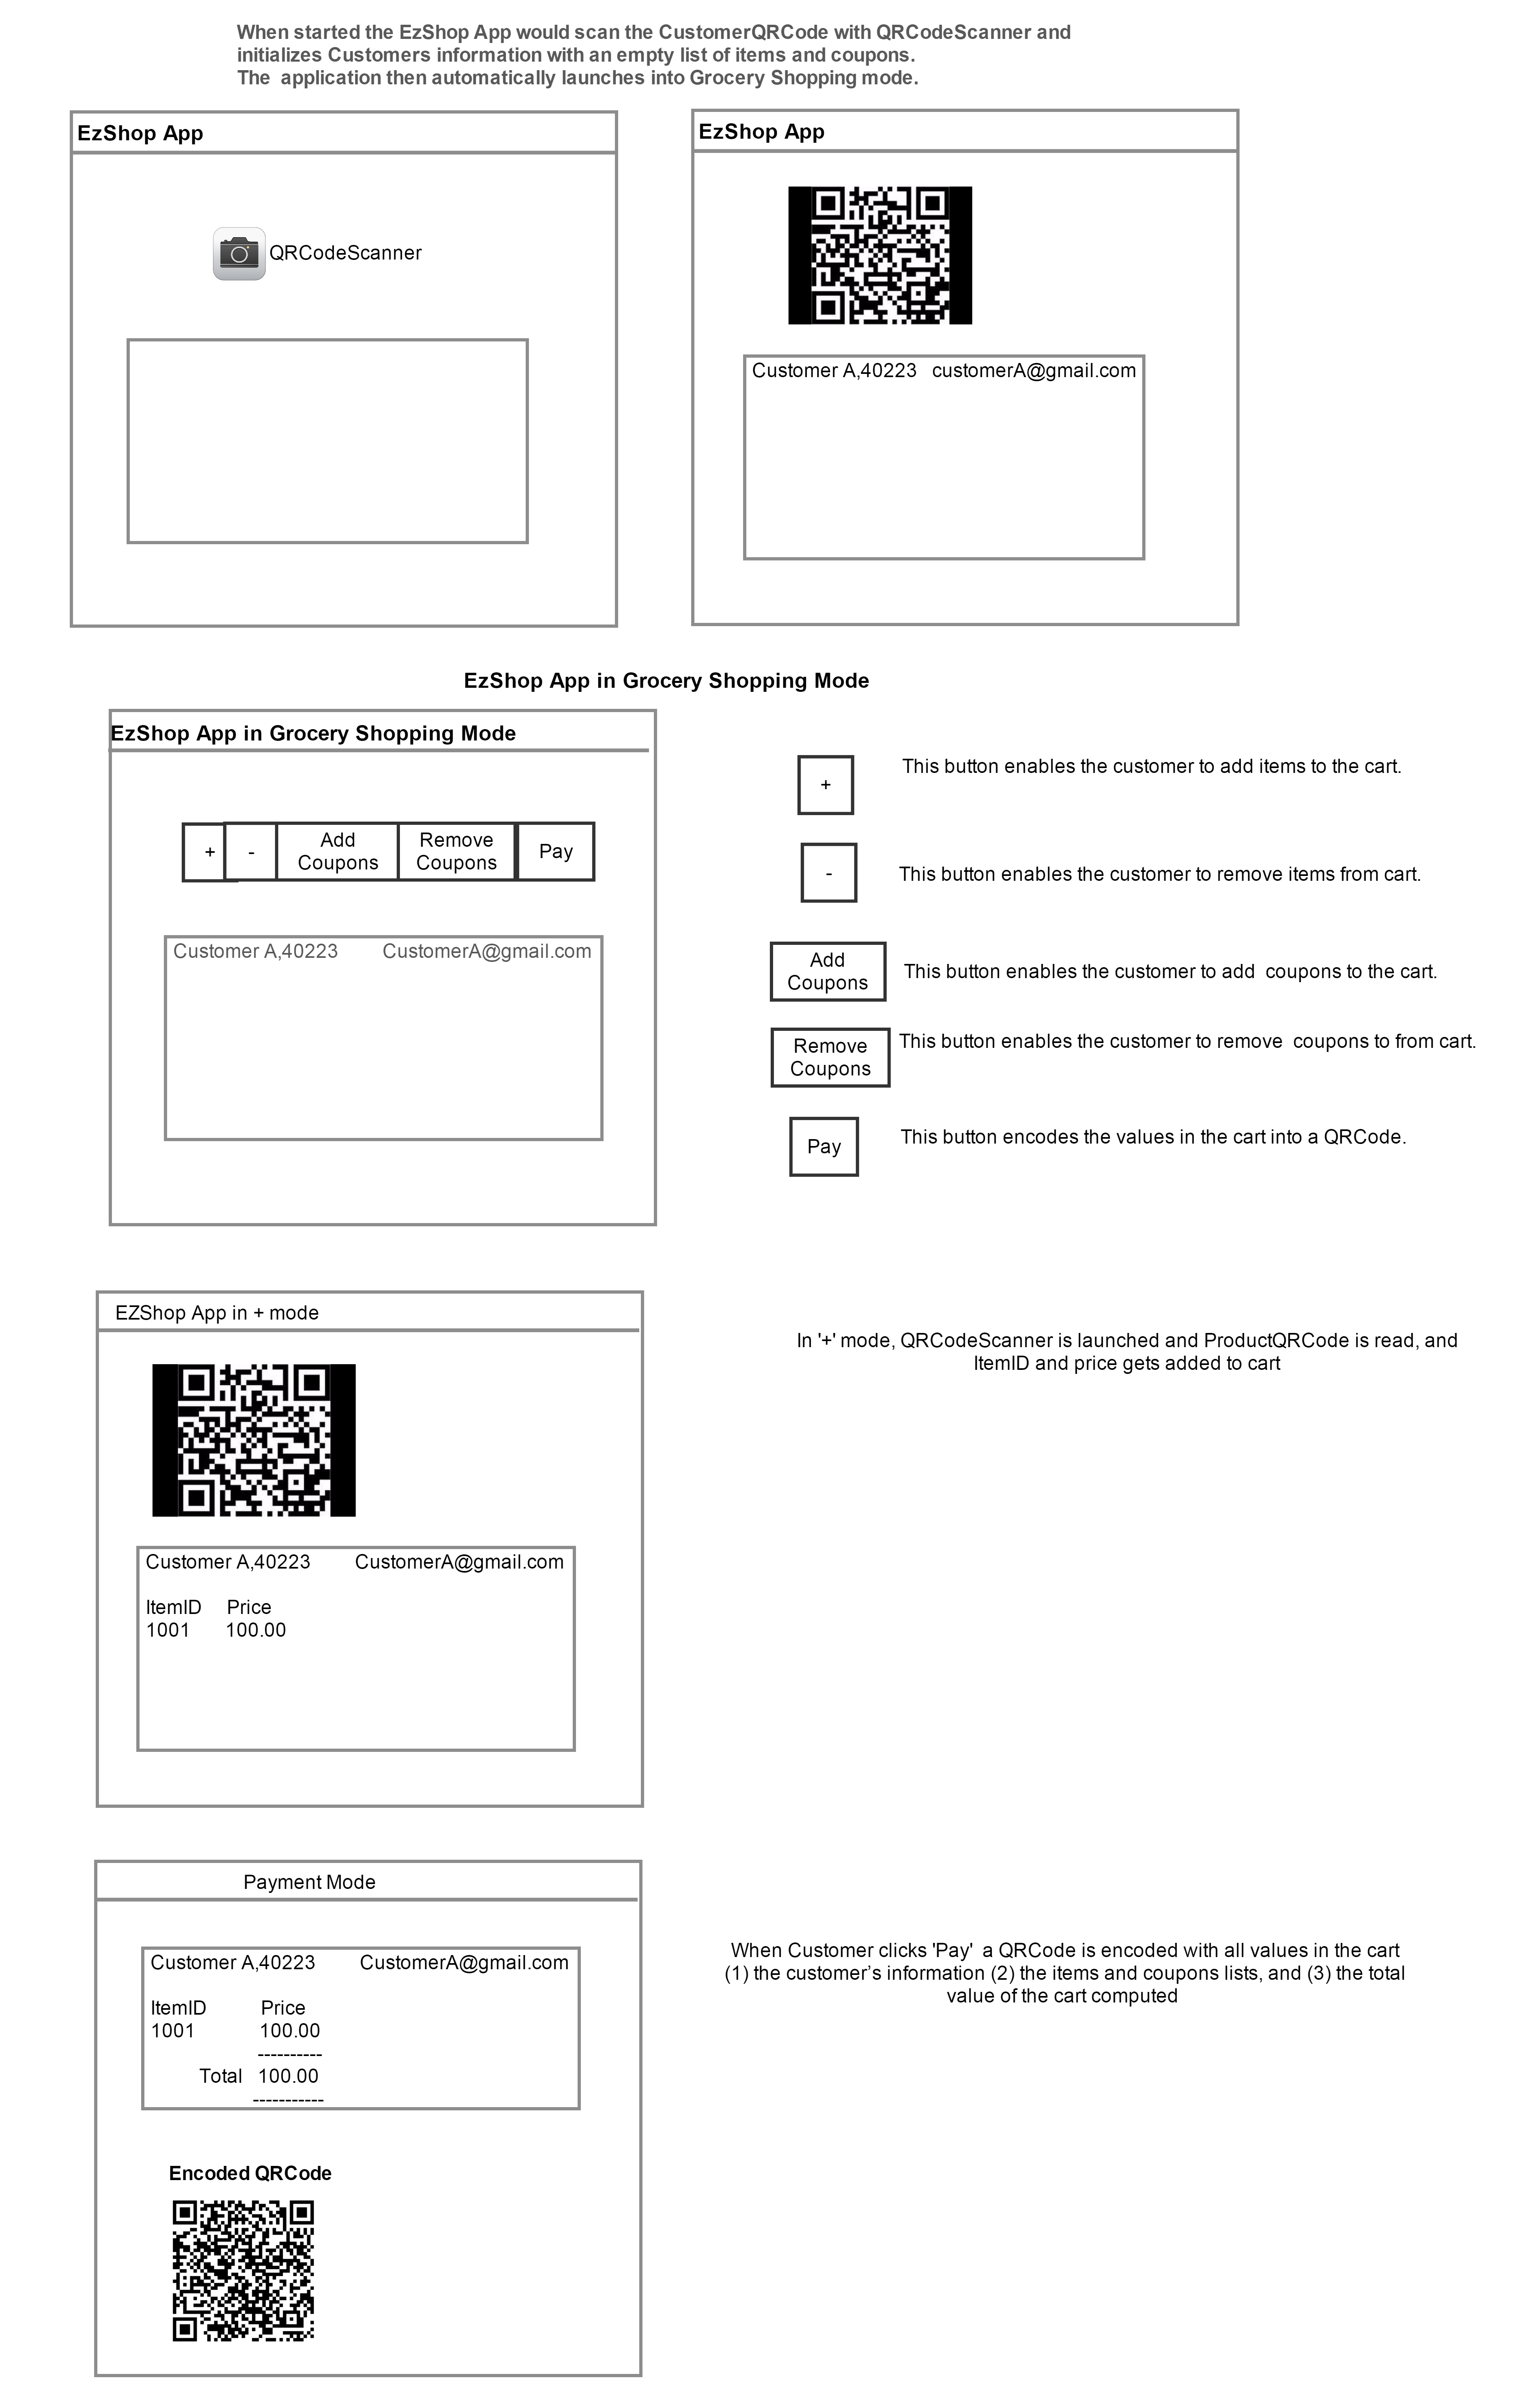 When started the EzShop App would scan the CustomerQRCode with QRCodeScanner and
initializes Customers information with an empty list of items and coupons.
The  application then automatically launches into Grocery Shopping mode.
EzShop App
QRCodeScanner
EzShop App
Customer A,40223   customerA@gmail.com
EzShop App in Grocery Shopping Mode
EzShop App in Grocery Shopping Mode
+
-
Add
Coupons
Remove
Coupons
Pay
Customer A,40223        CustomerA@gmail.com
+
This button enables the customer to add items to the cart.
-
This button enables the customer to remove items from cart.
Add
Coupons
This button enables the customer to add  coupons to the cart.
Remove
Coupons
This button enables the customer to remove  coupons to from cart.
Pay
This button encodes the values in the cart into a QRCode.
EZShop App in + mode
Customer A,40223        CustomerA@gmail.com
ItemID     Price
1001       100.00
In '+' mode, QRCodeScanner is launched and ProductQRCode is read, and
ItemID and price gets added to cart
Payment Mode
Customer A,40223        CustomerA@gmail.com
ItemID          Price
1001            100.00
----------
Total   100.00
-----------
Encoded QRCode
When Customer clicks 'Pay'  a QRCode is encoded with all values in the cart
(1) the customer’s information (2) the items and coupons lists, and (3) the total
value of the cart computed